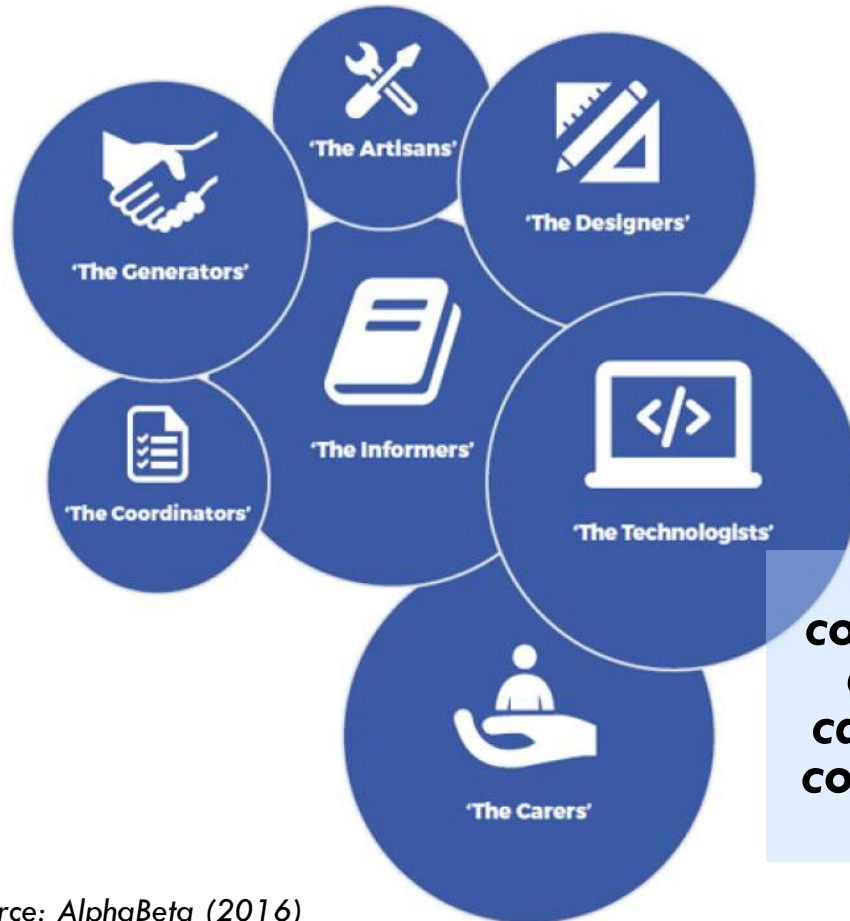 'The Artisans'
'The Designers'
'The Generators'
</>
'The Informers'
'The Coordinators'
'The Technologists'
co
ca
co
'The Carers'
rce: AlphaBeta (2016)